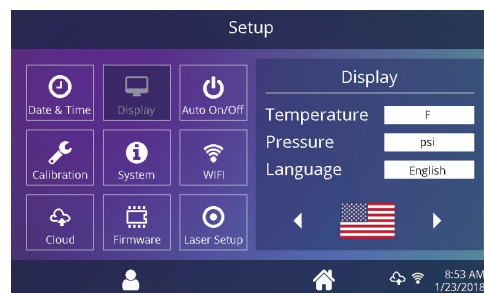 Setup
Date & Time
Display
Auto On/Off
Calibration
System
WIFI
Cloud
Firmware
Laser Setup
Display
Temperature F
Pressure psi
Language English
8:53 AM
1/23/2018